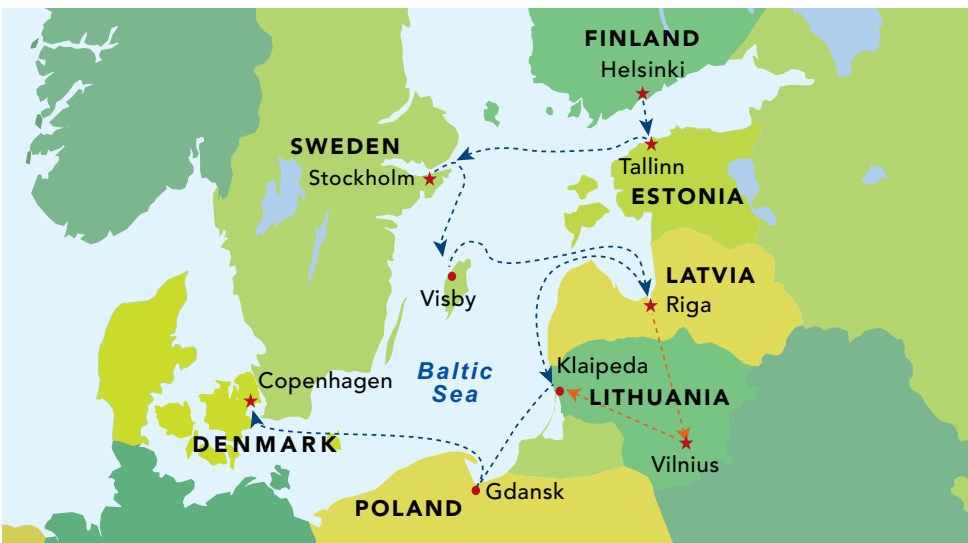 FINLAND
Helsinki
SWEDEN
Stockholm
Tallinn
ESTONIA
LATVIA
Riga
Visby
Baltic
Sea
Klaipeda
Copenhagen
LITHUANIA
DENMARK
Vilnius
Gdansk
POLAND